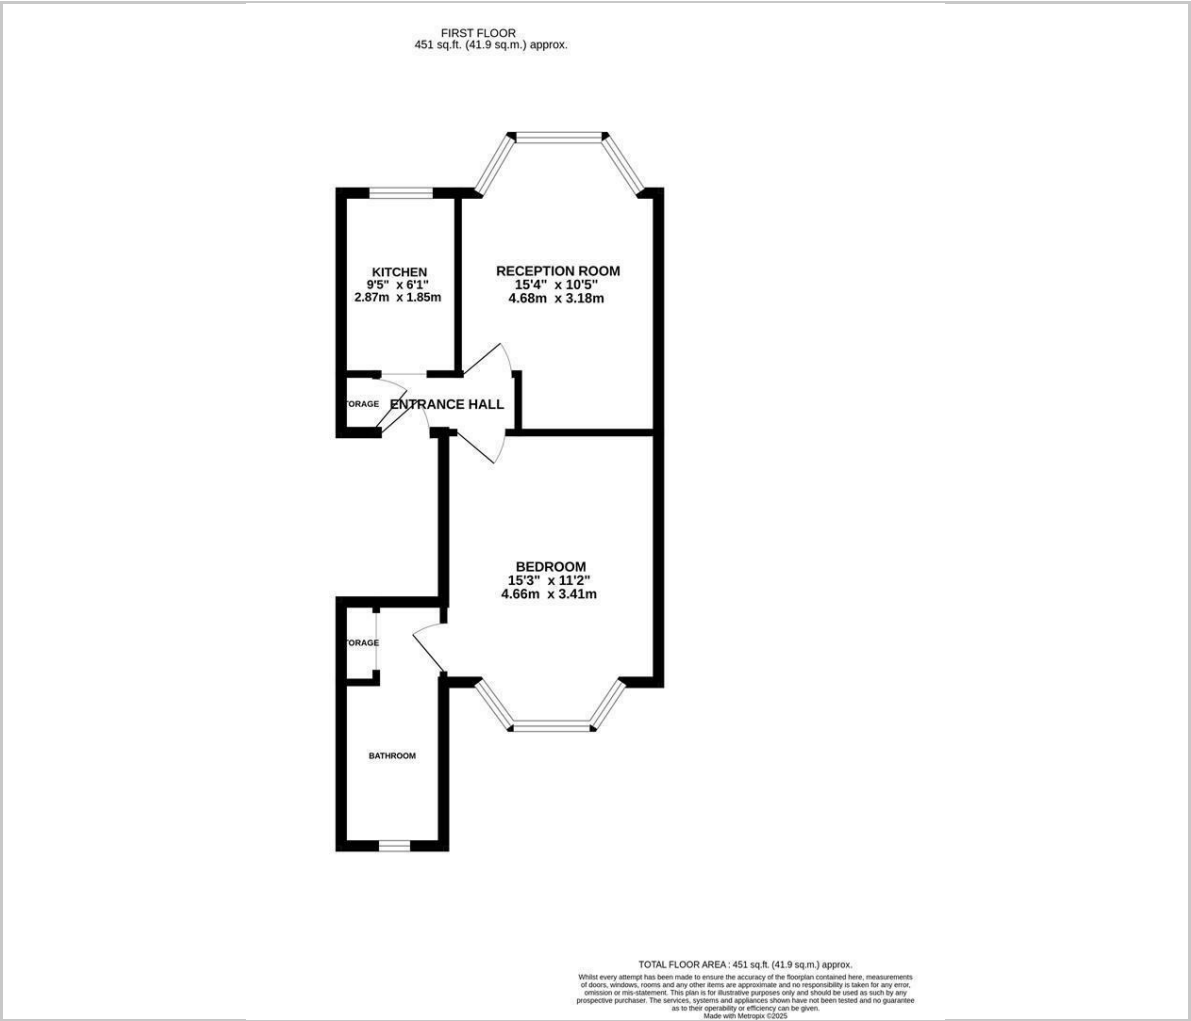 FIRST FLOOR
451 sq.ft. (41.9 sq.m.) approx.
KITCHEN
9'5" x 6'1"
2.87m x 1.85m
RECEPTION ROOM
15'4" x 10'5"
4.68m x 3.18m
TORAGE
ENTRANCE HALL
BEDROOM
15'3" x 11'2"
4.66m x 3.41m
TORAGE
BATHROOM
TOTAL FLOOR AREA : 451 sq.ft. (41.9 sq.m.) approx.
Whilst every attempt has been made to ensure the accuracy of the floorplan contained here, measurements
of doors, windows, rooms and any other items are approximate and no responsibility is taken for any error,
omission or mis-statement. This plan is for illustrative purposes only and should be used as such by any
prospective purchaser. The services, systems and appliances shown have not been tested and no guarantee
as to their operability or efficiency can be given.
Made with Metropix ©2025